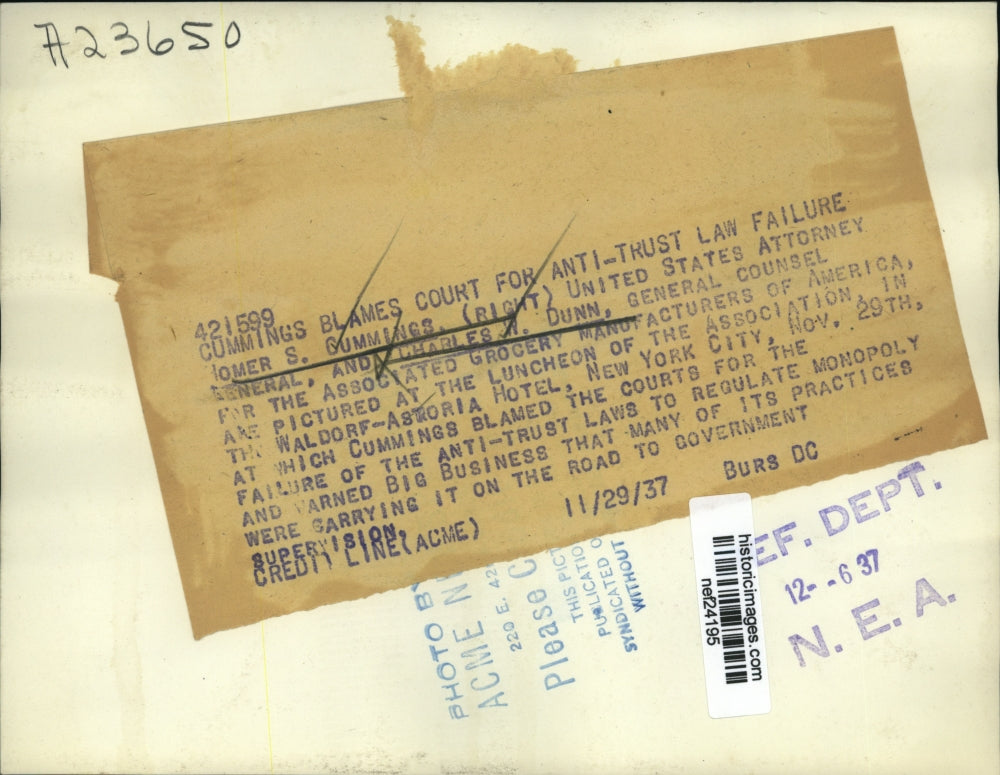 A23650
421599
CUMMINGS BLAMES COURT FOR ANTI-TRUST LAW FAILURE
HOMER S. CUMMINGS, (RIGHT) UNITED STATES ATTORNEY
GENERAL, AND CHARLES W. DUNN, GENERAL COUNSEL
FOR THE ASSOCIATED GROCERY MANUFACTURERS OF AMERICA,
ARE PICTURED AT THE LUNCHEON OF THE ASSOCIATION, IN
THE WALDORF-ASTORIA HOTEL, NEW YORK CITY, NOV. 29TH,
AT WHICH CUMMINGS BLAMED THE COURTS FOR THE
FAILURE OF THE ANTI-TRUST LAWS TO REGULATE MONOPOLY
AND WARNED BIG BUSINESS THAT MANY OF ITS PRACTICES
WERE CARRYING IT ON THE ROAD TO GOVERNMENT
SUPERVISION.
CREDIT LINE (ACME) 11/29/37 BURS DC
PHOTO BY
ACME
220 E. 42
Please C
THIS PICT
PUBLICATIO
SYNDICATED O
WITHOUT
historicimages.com
nef24195
EF. DEPT.
12--6 37
N. E. A.